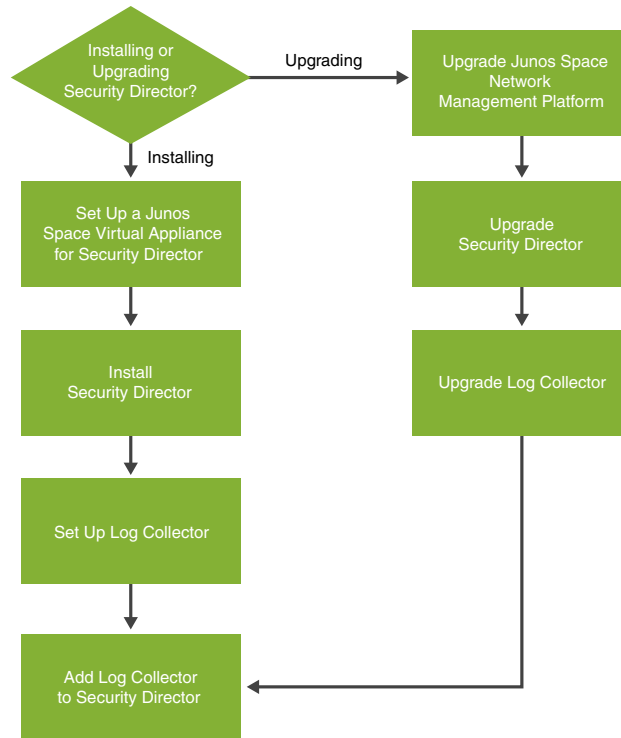 Installing or
Upgrading
Security Director?
Upgrading
Upgrade Junos Space
Network
Management Platform
Installing
Set Up a Junos
Space Virtual Appliance
for Security Director
Upgrade
Security Director
Install
Security Director
Upgrade Log Collector
Set Up Log Collector
Add Log Collector
to Security Director